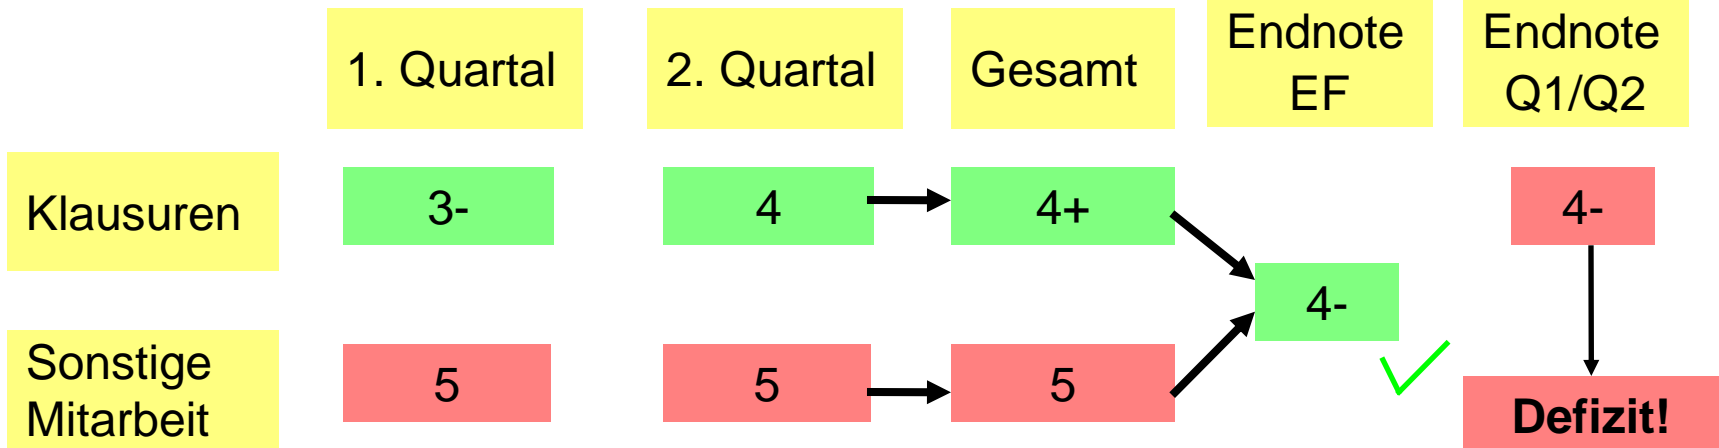 1. Quartal
2. Quartal
Gesamt
Endnote
EF
Endnote
Q1/Q2
Klausuren
3-
4
4+
4-
4-
Sonstige
Mitarbeit
5
5
5
Defizit!